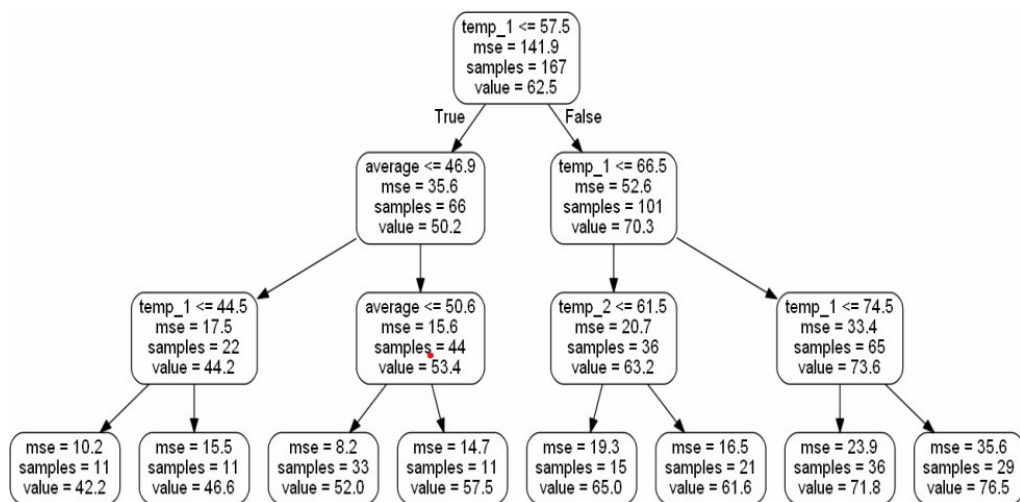 temp_1 <= 57.5
mse = 141.9
samples = 167
value = 62.5
True
False
average <= 46.9
mse = 35.6
samples = 66
value = 50.2
temp_1 <= 66.5
mse = 52.6
samples = 101
value = 70.3
temp_1 <= 44.5
mse = 17.5
samples = 22
value = 44.2
average <= 50.6
mse = 15.6
samples = 44
value = 53.4
temp_2 <= 61.5
mse = 20.7
samples = 36
value = 63.2
temp_1 <= 74.5
mse = 33.4
samples = 65
value = 73.6
mse = 10.2
samples = 11
value = 42.2
mse = 15.5
samples = 11
value = 46.6
mse = 8.2
samples = 33
value = 52.0
mse = 14.7
samples = 11
value = 57.5
mse = 19.3
samples = 15
value = 65.0
mse = 16.5
samples = 21
value = 61.6
mse = 23.9
samples = 36
value = 71.8
mse = 35.6
samples = 29
value = 76.5